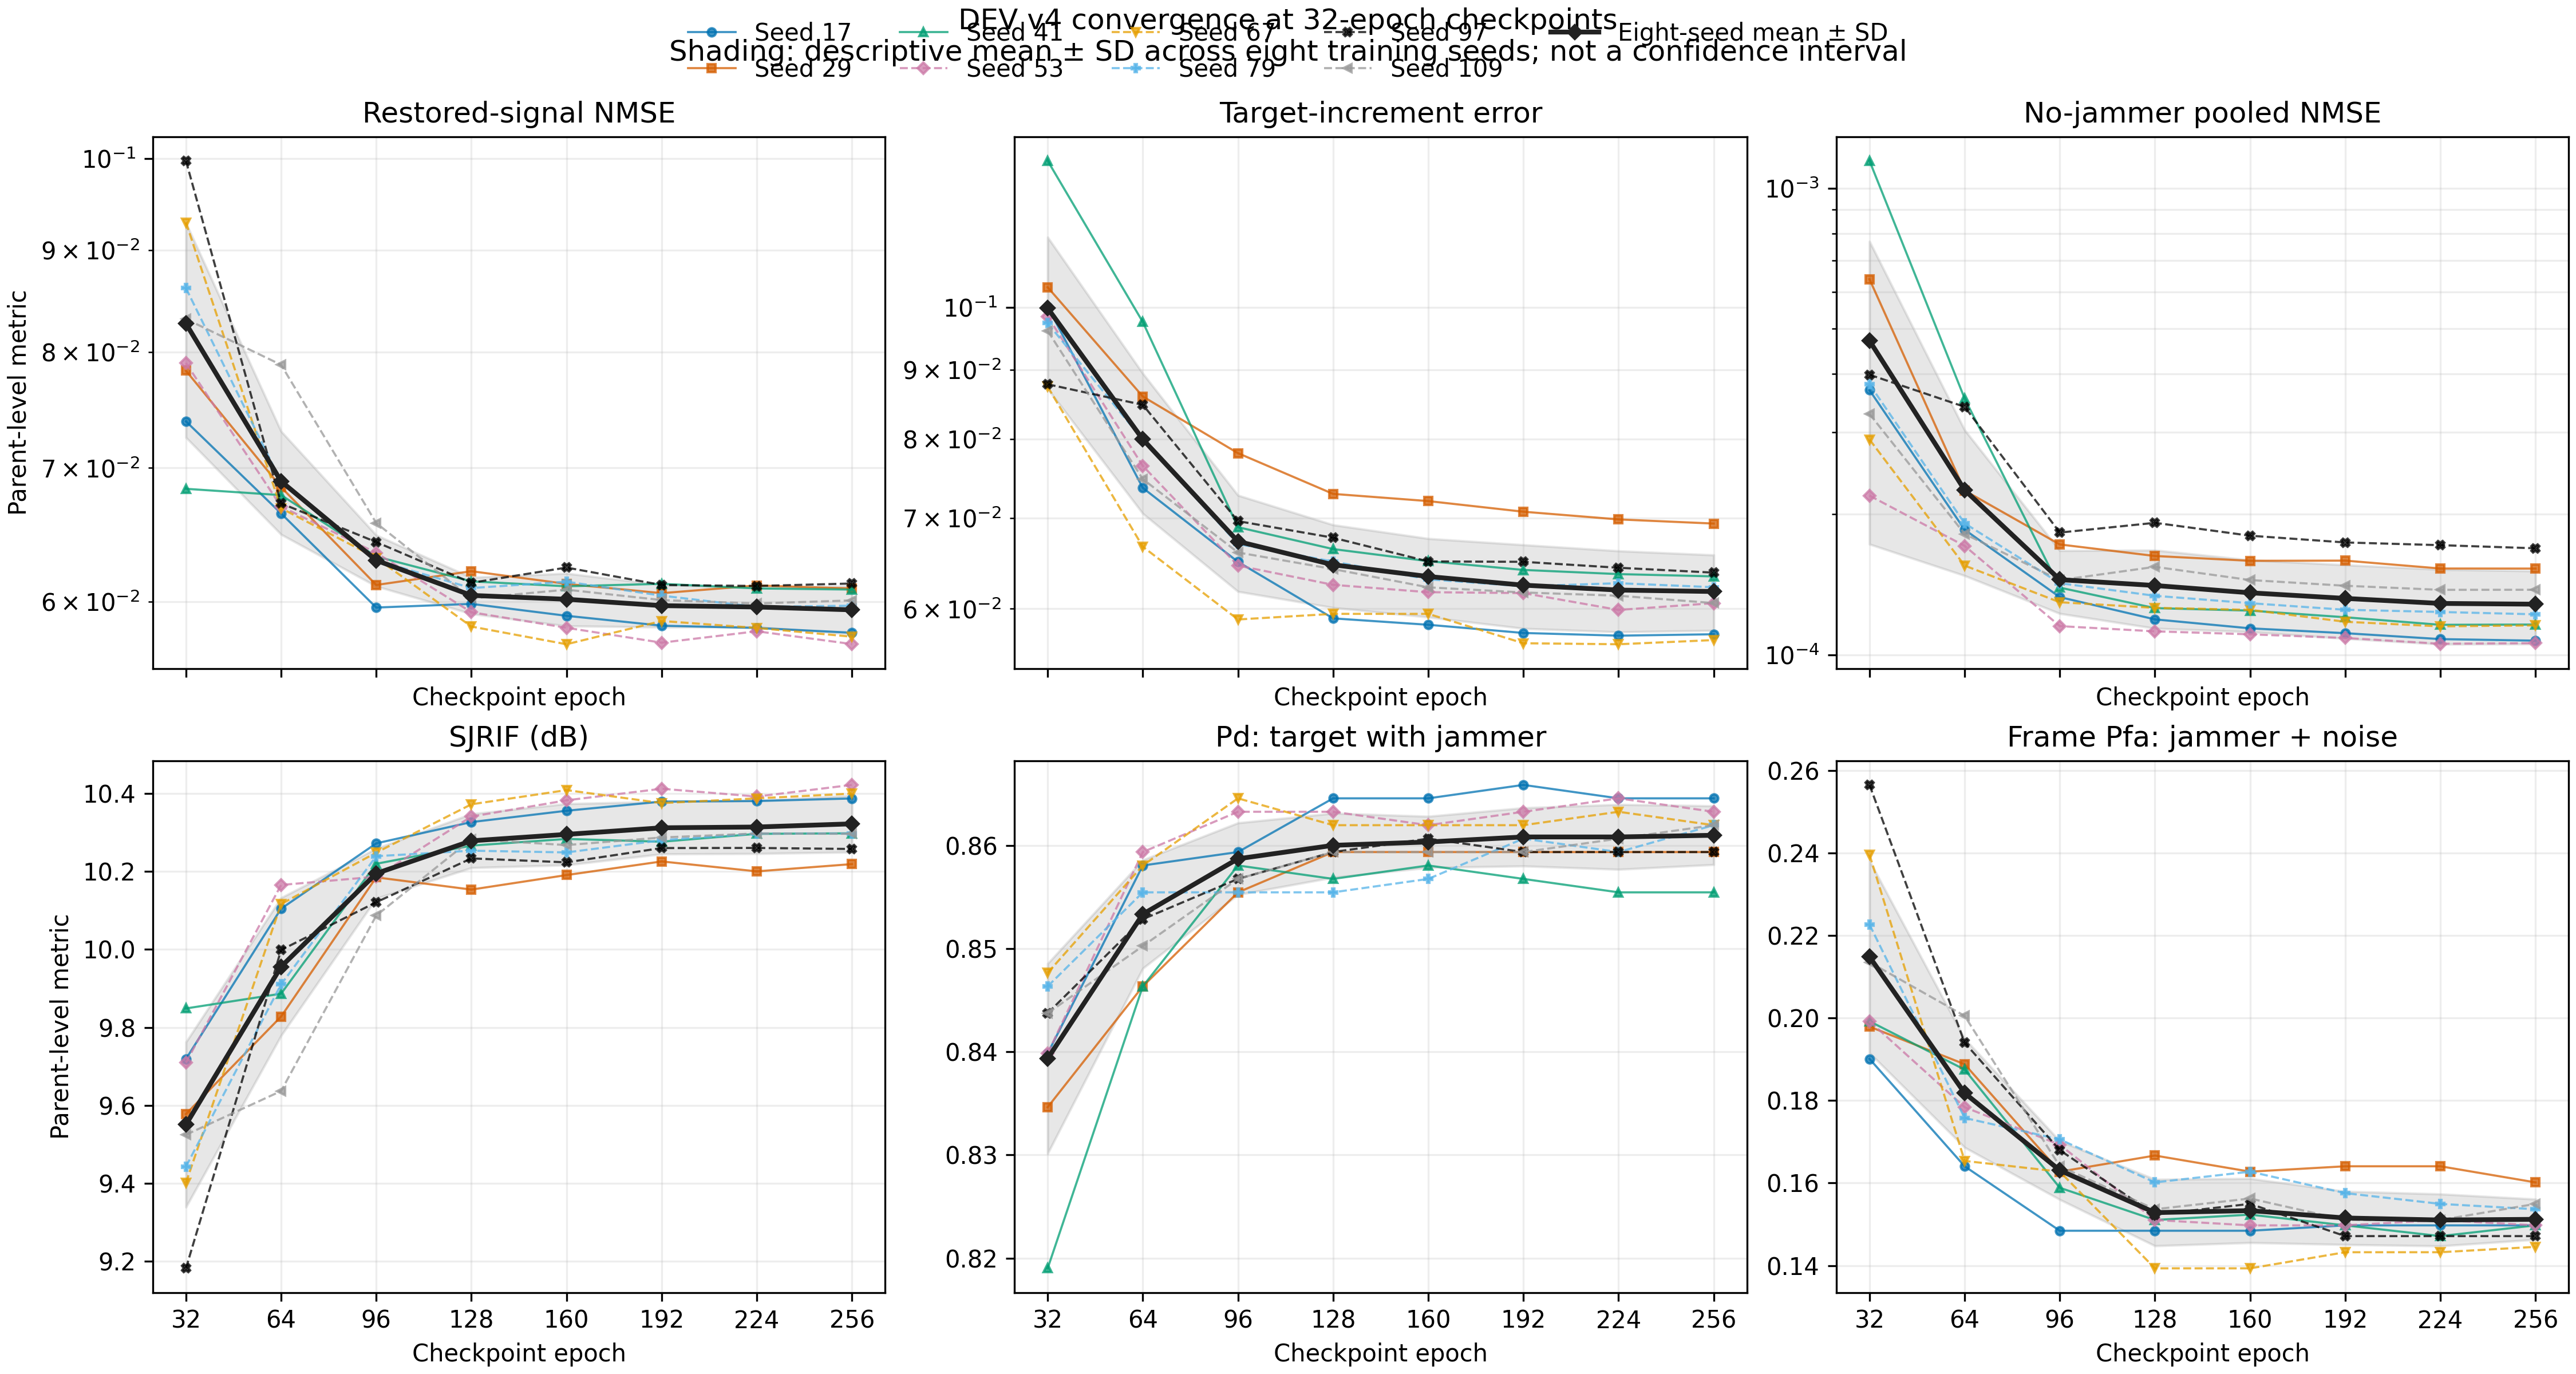 DEV v4 convergence at 32-epoch checkpoints
Shading: descriptive mean ± SD across eight training seeds; not a confidence interval
Seed 17
Seed 41
Seed 67
Seed 97
Eight-seed mean ± SD
Seed 29
Seed 53
Seed 79
Seed 109
Restored-signal NMSE
Parent-level metric
10⁻¹
9 × 10⁻²
8 × 10⁻²
7 × 10⁻²
6 × 10⁻²
Checkpoint epoch
Target-increment error
10⁻¹
9 × 10⁻²
8 × 10⁻²
7 × 10⁻²
6 × 10⁻²
Checkpoint epoch
No-jammer pooled NMSE
10⁻³
10⁻⁴
Checkpoint epoch
SJRIF (dB)
Parent-level metric
10.4
10.2
10.0
9.8
9.6
9.4
9.2
32 64 96 128 160 192 224 256
Checkpoint epoch
Pd: target with jammer
0.86
0.85
0.84
0.83
0.82
32 64 96 128 160 192 224 256
Checkpoint epoch
Frame Pfa: jammer + noise
0.26
0.24
0.22
0.20
0.18
0.16
0.14
32 64 96 128 160 192 224 256
Checkpoint epoch